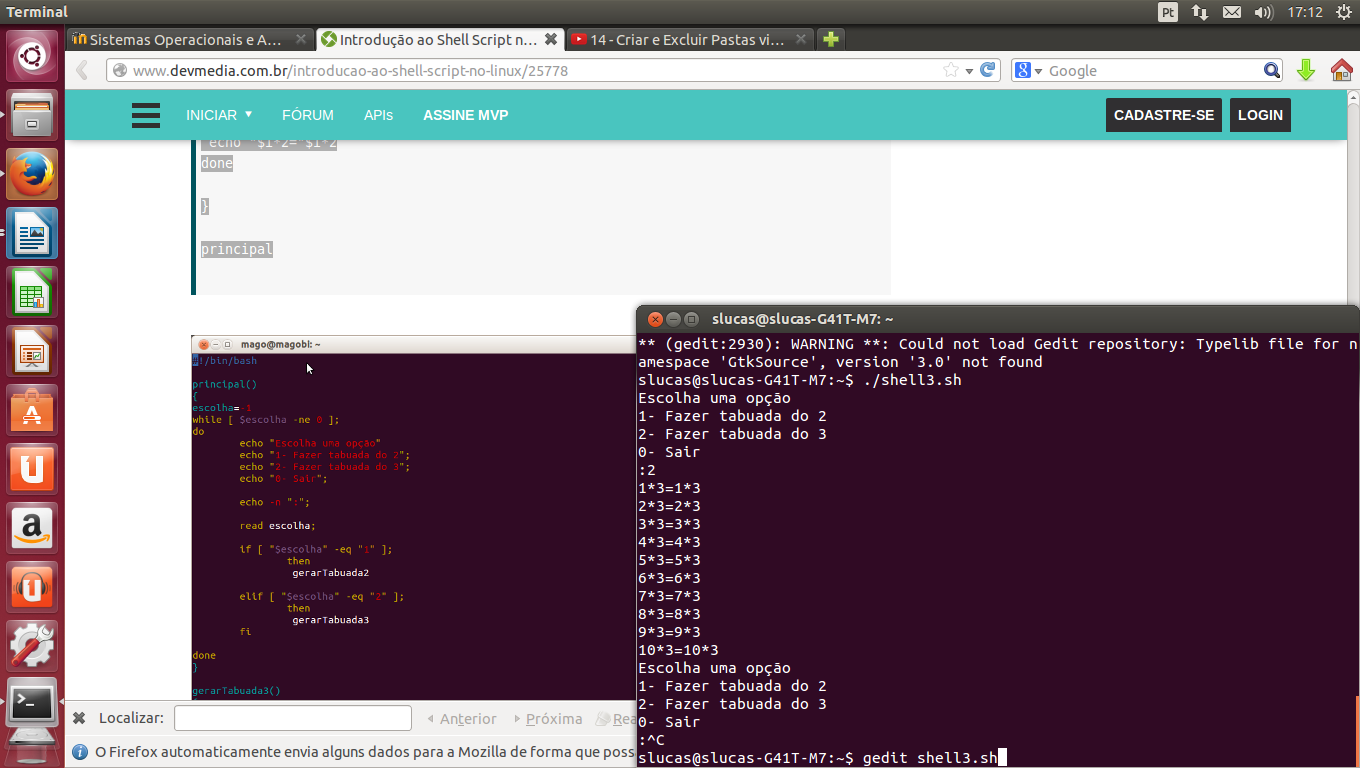 Terminal
Pt
17:12
Sistemas Operacionais e A...
Introdução ao Shell Script n...
14 - Criar e Excluir Pastas vi...
www.devmedia.com.br/introducao-ao-shell-script-no-linux/25778
Google
INICIAR
FÓRUM
APIs
ASSINE MVP
CADASTRE-SE
LOGIN
echo "$i*2=$i*2
done
}
principal
mago@magobl: ~
#!/bin/bash
principal()
{
escolha=-1
while [ $escolha -ne 0 ];
do
echo "Escolha uma opção"
echo "1- Fazer tabuada do 2";
echo "2- Fazer tabuada do 3";
echo "0- Sair";
echo -n ":";
read escolha;
if [ "$escolha" -eq "1" ];
then
gerarTabuada2
elif [ "$escolha" -eq "2" ];
then
gerarTabuada3
fi
done
}
gerarTabuada3()
slucas@slucas-G41T-M7: ~
** (gedit:2930): WARNING **: Could not load Gedit repository: Typelib file for n
amespace 'GtkSource', version '3.0' not found
slucas@slucas-G41T-M7:~$ ./shell3.sh
Escolha uma opção
1- Fazer tabuada do 2
2- Fazer tabuada do 3
0- Sair
:2
1*3=1*3
2*3=2*3
3*3=3*3
4*3=4*3
5*3=5*3
6*3=6*3
7*3=7*3
8*3=8*3
9*3=9*3
10*3=10*3
Escolha uma opção
1- Fazer tabuada do 2
2- Fazer tabuada do 3
0- Sair
:^C
slucas@slucas-G41T-M7:~$ gedit shell3.sh
Localizar:
Anterior
Próxima
Rea
O Firefox automaticamente envia alguns dados para a Mozilla de forma que poss